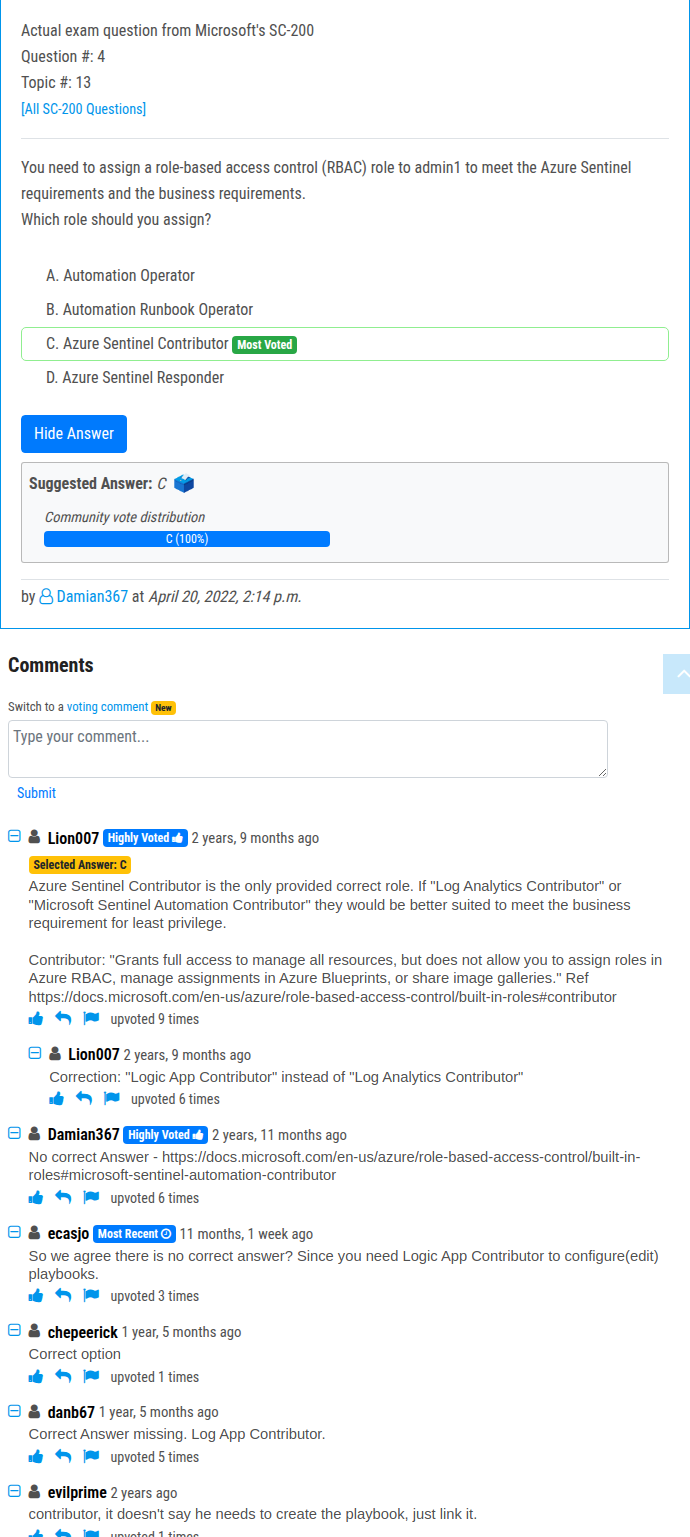 Actual exam question from Microsoft's SC-200
Question #: 4
Topic #: 13
[All SC-200 Questions]
You need to assign a role-based access control (RBAC) role to admin1 to meet the Azure Sentinel
requirements and the business requirements.
Which role should you assign?
A. Automation Operator
B. Automation Runbook Operator
C. Azure Sentinel Contributor Most Voted
D. Azure Sentinel Responder
Hide Answer
Suggested Answer: C
Community vote distribution
C (100%)
by Damian367 at April 20, 2022, 2:14 p.m.
Comments
Switch to a voting comment New
Type your comment...
Submit
Lion007 Highly Voted 2 years, 9 months ago
Selected Answer: C
Azure Sentinel Contributor is the only provided correct role. If "Log Analytics Contributor" or
"Microsoft Sentinel Automation Contributor" they would be better suited to meet the business
requirement for least privilege.
Contributor: "Grants full access to manage all resources, but does not allow you to assign roles in
Azure RBAC, manage assignments in Azure Blueprints, or share image galleries." Ref
https://docs.microsoft.com/en-us/azure/role-based-access-control/built-in-roles#contributor
upvoted 9 times
Lion007 2 years, 9 months ago
Correction: "Logic App Contributor" instead of "Log Analytics Contributor"
upvoted 6 times
Damian367 Highly Voted 2 years, 11 months ago
No correct Answer - https://docs.microsoft.com/en-us/azure/role-based-access-control/built-in-
roles#microsoft-sentinel-automation-contributor
upvoted 6 times
ecasjo Most Recent 11 months, 1 week ago
So we agree there is no correct answer? Since you need Logic App Contributor to configure(edit)
playbooks.
upvoted 3 times
chepeerick 1 year, 5 months ago
Correct option
upvoted 1 times
danb67 1 year, 5 months ago
Correct Answer missing. Log App Contributor.
upvoted 5 times
evilprime 2 years ago
contributor, it doesn't say he needs to create the playbook, just link it.
upvoted 1 times